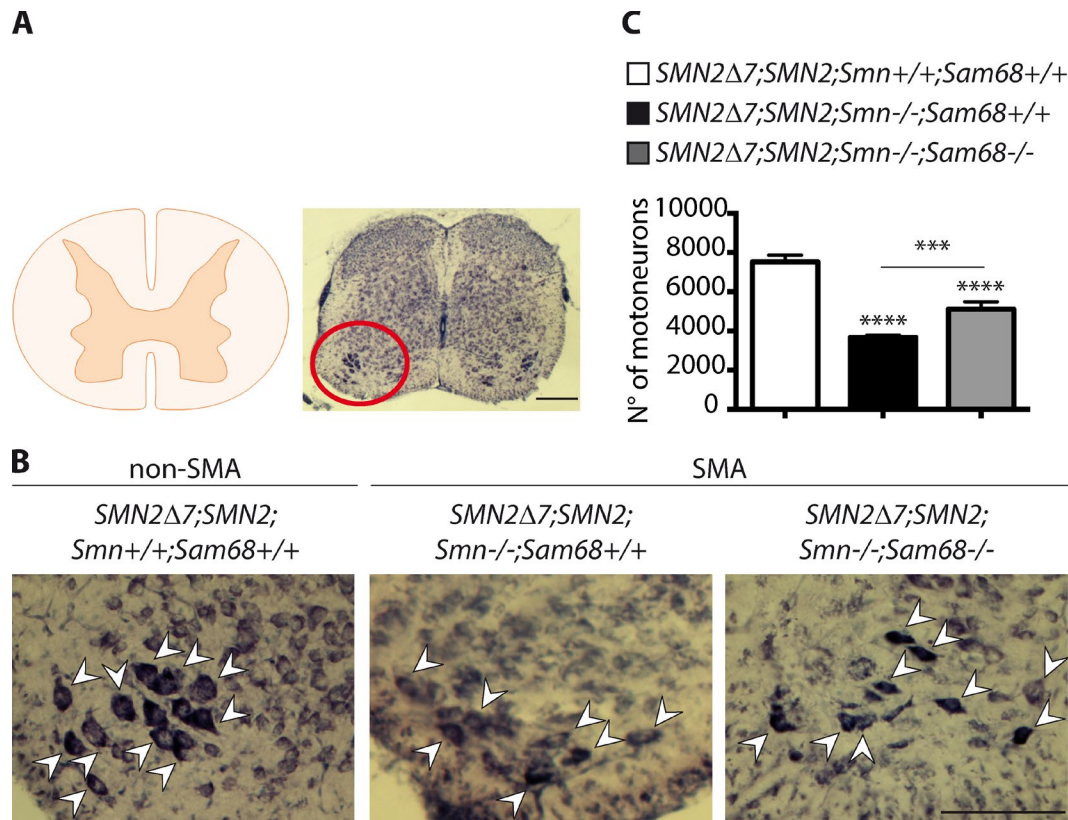 A
C
SMN2Δ7;SMN2;Smn+/+;Sam68+/+
SMN2Δ7;SMN2;Smn-/-;Sam68+/+
SMN2Δ7;SMN2;Smn-/-;Sam68-/-
N° of motoneurons
10000
8000
6000
4000
2000
0
***
****
****
B
non-SMA
SMA
SMN2Δ7;SMN2;
Smn+/+;Sam68+/+
SMN2Δ7;SMN2;
Smn-/-;Sam68+/+
SMN2Δ7;SMN2;
Smn-/-;Sam68-/-